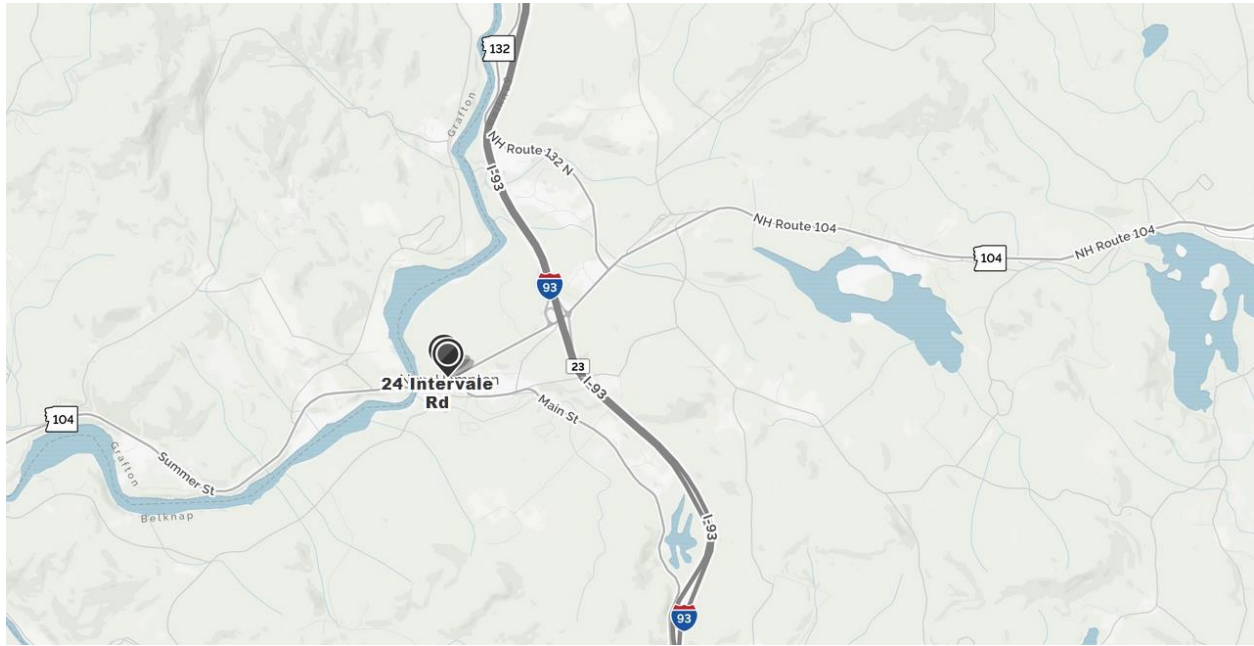 132
Grafton
NH Route 132 N
I-93
NH Route 104
104
NH Route 104
93
23
24 Intervale
Rd
I-93
Main St
104
Grafton
Summer St
Belknap
I-93
93